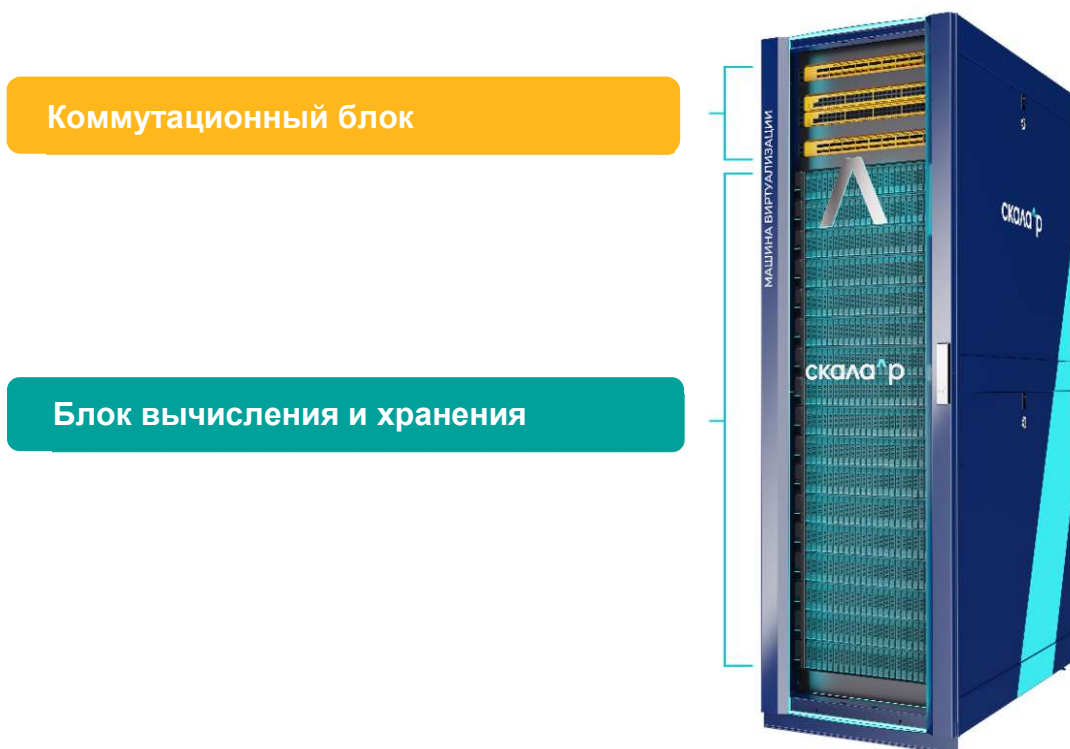 Коммутационный блок
Блок вычисления и хранения
МАШИНА ВИРТУАЛИЗАЦИИ
скала^р
скала^р